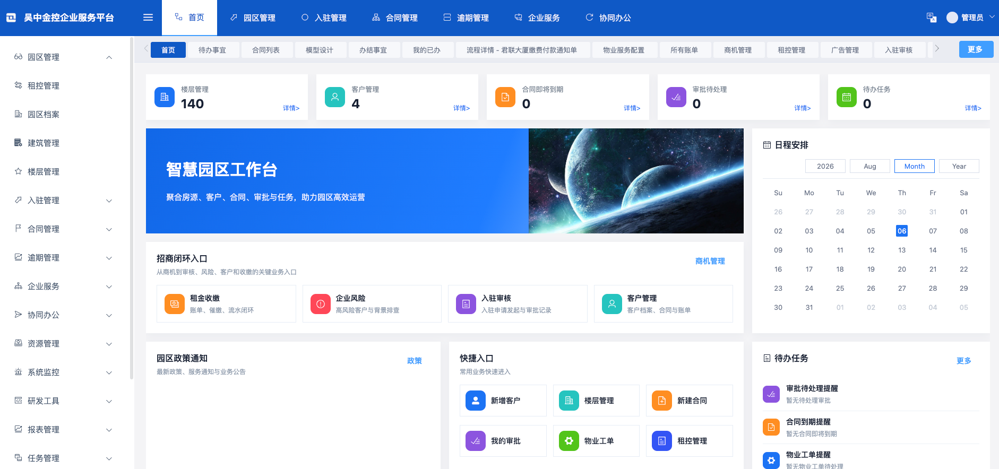 吴中金控企业服务平台
首页
园区管理
入驻管理
合同管理
逾期管理
企业服务
协同办公
管理员
园区管理
租控管理
园区档案
建筑管理
楼层管理
入驻管理
合同管理
逾期管理
企业服务
协同办公
资源管理
系统监控
研发工具
报表管理
任务管理
首页
待办事宜
合同列表
模型设计
办结事宜
我的已办
流程详情 - 君联大厦缴费付款通知单
物业服务配置
所有账单
商机管理
租控管理
广告管理
入驻审核
更多
楼层管理
140
详情>
客户管理
4
详情>
合同即将到期
0
详情>
审批待处理
0
详情>
待办任务
0
详情>
智慧园区工作台
聚合房源、客户、合同、审批与任务，助力园区高效运营
日程安排
2026 Aug Month Year
Su Mo Tu We Th Fr Sa
26 27 28 29 30 31 01
02 03 04 05 06 07 08
09 10 11 12 13 14 15
16 17 18 19 20 21 22
23 24 25 26 27 28 29
30 31 01 02 03 04 05
招商闭环入口
从商机到审核、风险、客户和收缴的关键业务入口
商机管理
租金收缴
账单、催缴、流水闭环
企业风险
高风险客户与背景排查
入驻审核
入驻申请发起与审批记录
客户管理
客户档案、合同与账单
园区政策通知
最新政策、服务通知与业务公告
政策
快捷入口
常用业务快速进入
新增客户
楼层管理
新建合同
我的审批
物业工单
租控管理
待办任务
更多
审批待处理提醒
暂无待处理审批
合同到期提醒
暂无合同即将到期
物业工单提醒
暂无物业工单待处理